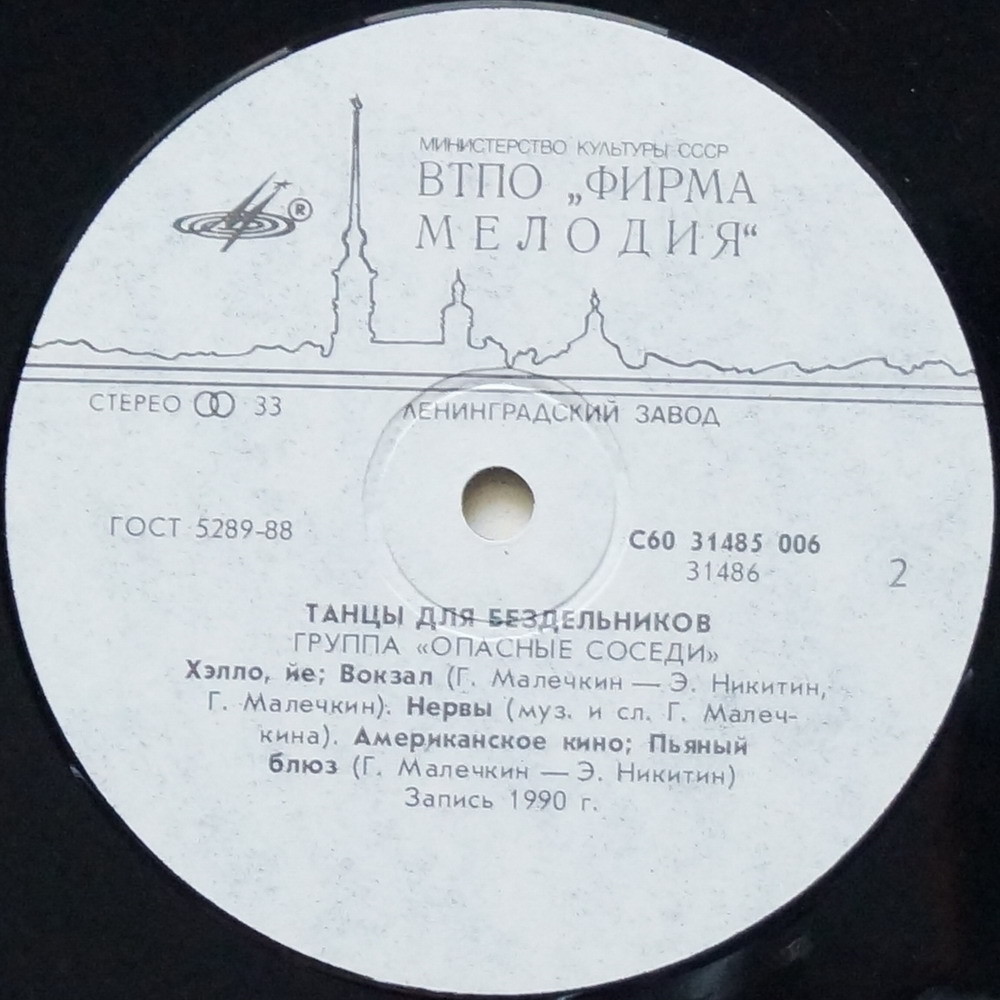 МИНИСТЕРСТВО КУЛЬТУРЫ СССР
ВТПО „ФИРМА
МЕЛОДИЯ“
®
СТЕРЕО 33
ЛЕНИНГРАДСКИЙ ЗАВОД
ГОСТ 5289-88
С60 31485 006
31486
2
ТАНЦЫ ДЛЯ БЕЗДЕЛЬНИКОВ
ГРУППА «ОПАСНЫЕ СОСЕДИ»
Хэлло, йе; Вокзал (Г. Малечкин — Э. Никитин,
Г. Малечкин). Нервы (муз. и сл. Г. Малеч-
кина). Американское кино; Пьяный
блюз (Г. Малечкин — Э. Никитин)
Запись 1990 г.